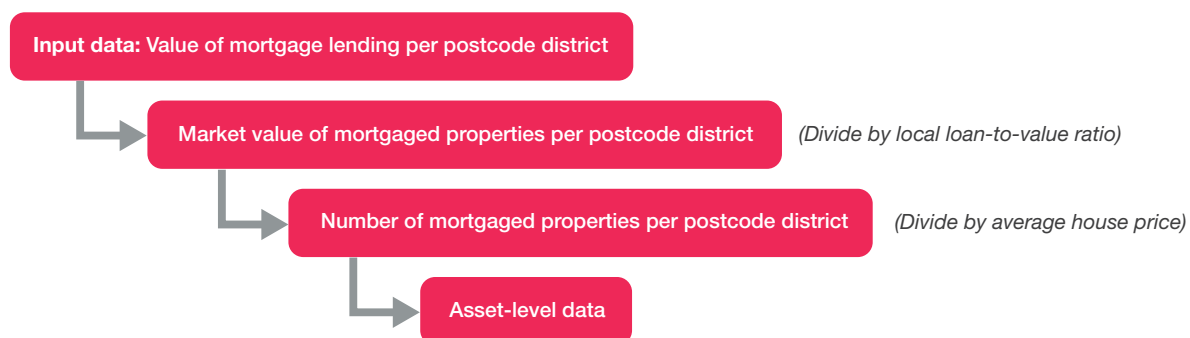 Input data: Value of mortgage lending per postcode district
Market value of mortgaged properties per postcode district (Divide by local loan-to-value ratio)
Number of mortgaged properties per postcode district (Divide by average house price)
Asset-level data